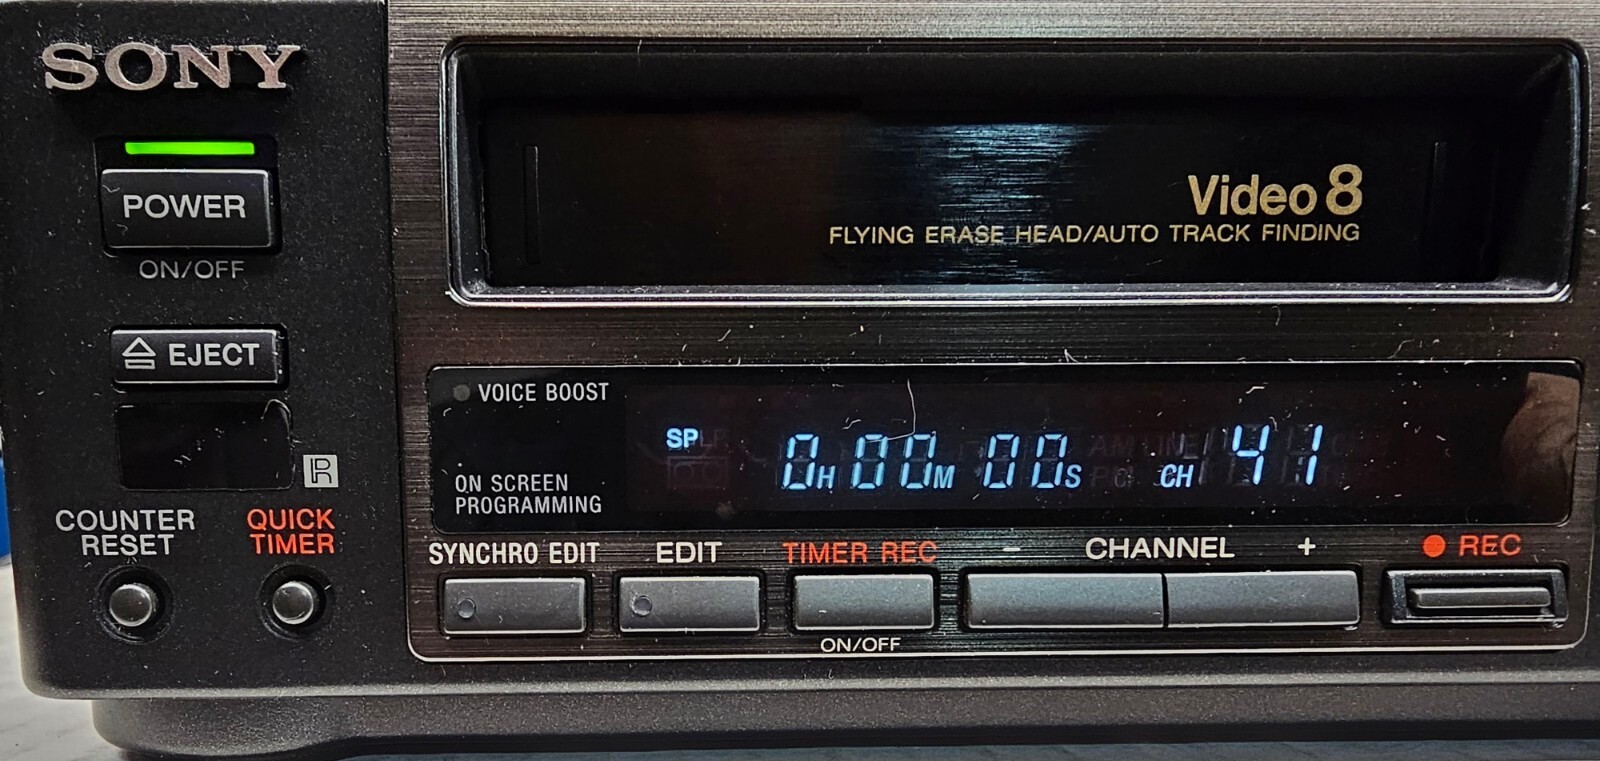 SONY
POWER
ON/OFF
EJECT
COUNTER RESET
QUICK TIMER
Video 8
FLYING ERASE HEAD/AUTO TRACK FINDING
VOICE BOOST
ON SCREEN
PROGRAMMING
SP
0H 00M 00S CH 41
SYNCHRO EDIT
EDIT
TIMER REC
ON/OFF
- CHANNEL +
REC